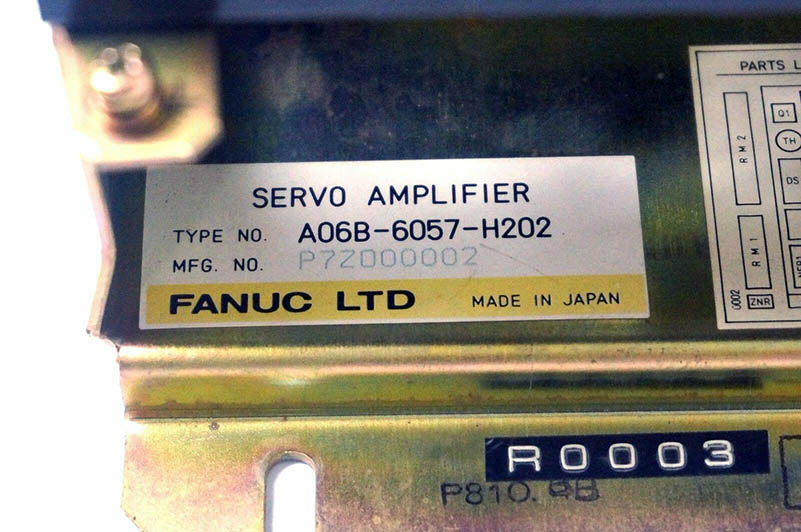 SERVO AMPLIFIER
TYPE NO. A06B-6057-H202
MFG. NO. P7Z000002
FANUC LTD MADE IN JAPAN
PARTS L
RM2
Q1
TH
DS
RM1
ZNR
R0003